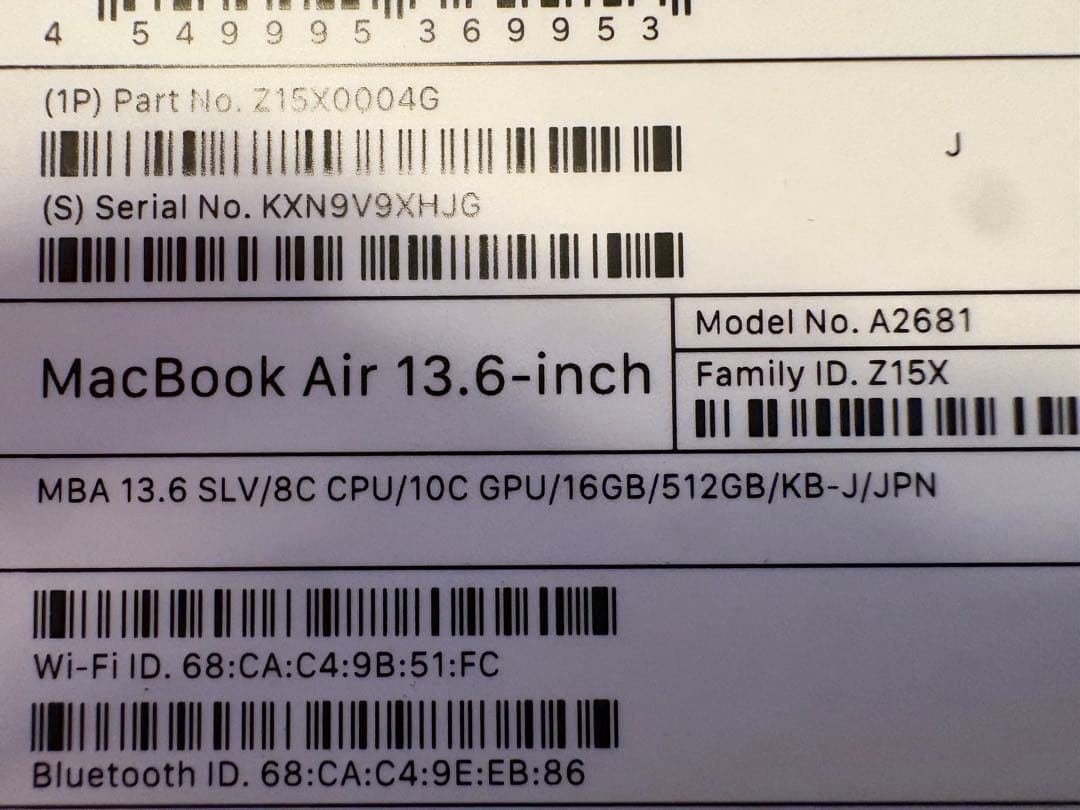 4 549995 369953
(1P) Part No. Z15X0004G
J
(S) Serial No. KXN9V9XHJG
MacBook Air 13.6-inch
Model No. A2681
Family ID. Z15X
MBA 13.6 SLV/8C CPU/10C GPU/16GB/512GB/KB-J/JPN
Wi-Fi ID. 68:CA:C4:9B:51:FC
Bluetooth ID. 68:CA:C4:9E:EB:86